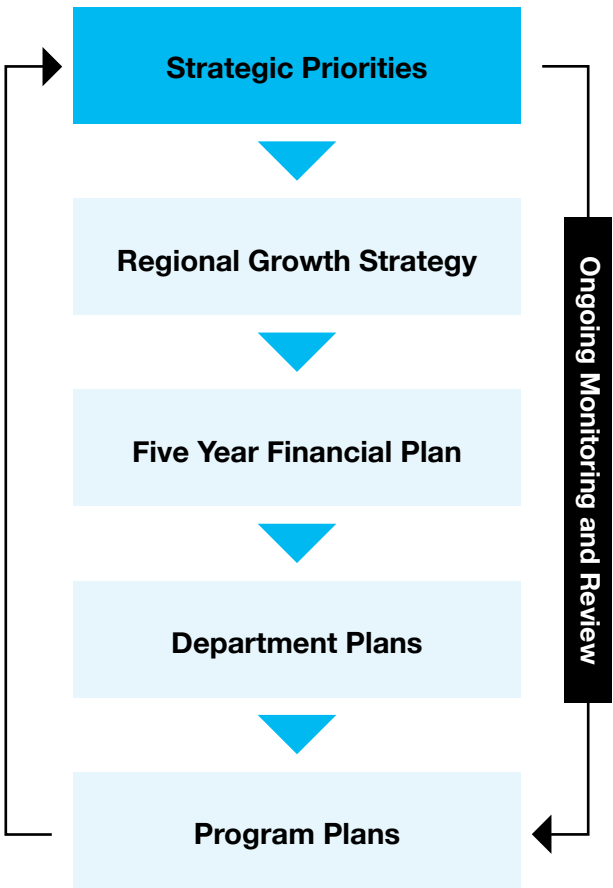 Strategic Priorities
Regional Growth Strategy
Five Year Financial Plan
Department Plans
Program Plans
Ongoing Monitoring and Review